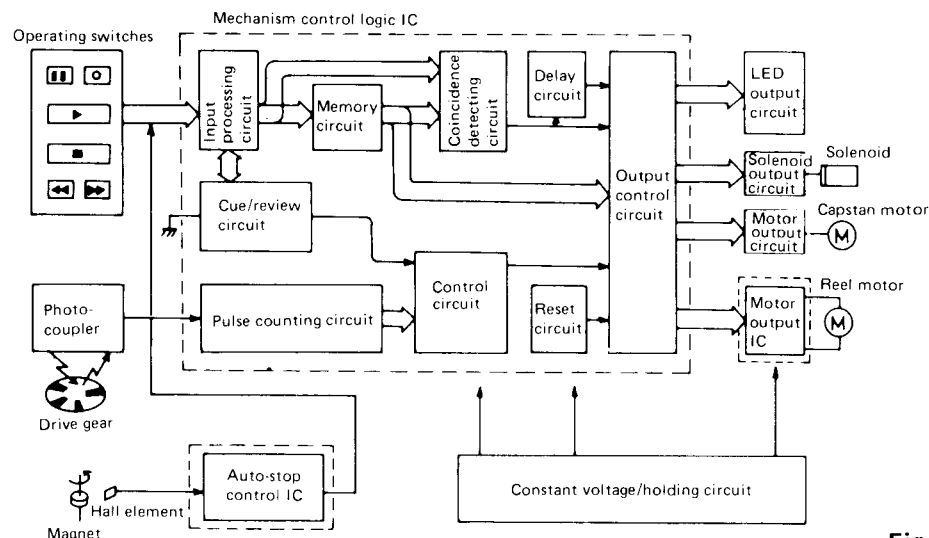 Mechanism control logic IC
Operating switches
Input
processing
circuit
Memory
circuit
Coincidence
detecting
circuit
Delay
circuit
LED
output
circuit
Solenoid
output
circuit
Solenoid
Output
control
circuit
Cue/review
circuit
Motor
output
circuit
Capstan motor
M
Control
circuit
Reel motor
Photo-
coupler
Pulse counting circuit
Reset
circuit
Motor
output
IC
M
Drive gear
Auto-stop
control IC
Constant voltage/holding circuit
Hall element
Magnet